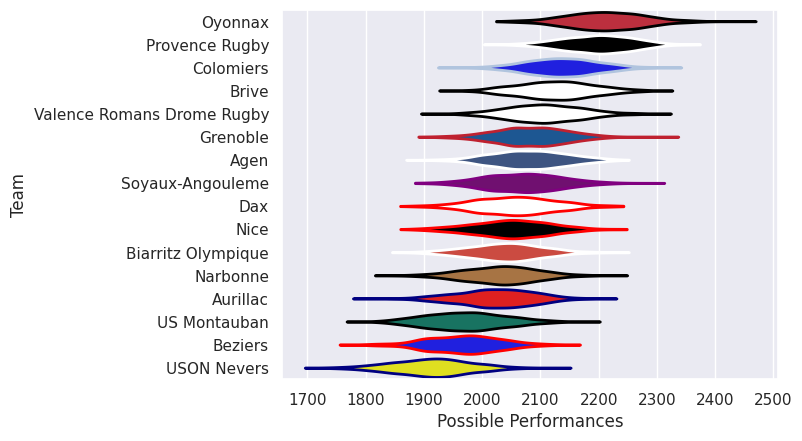 Oyonnax
Provence Rugby
Colomiers
Brive
Valence Romans Drome Rugby
Grenoble
Agen
Soyaux-Angouleme
Dax
Nice
Biarritz Olympique
Narbonne
Aurillac
US Montauban
Beziers
USON Nevers
Team
1700 1800 1900 2000 2100 2200 2300 2400 2500
Possible Performances